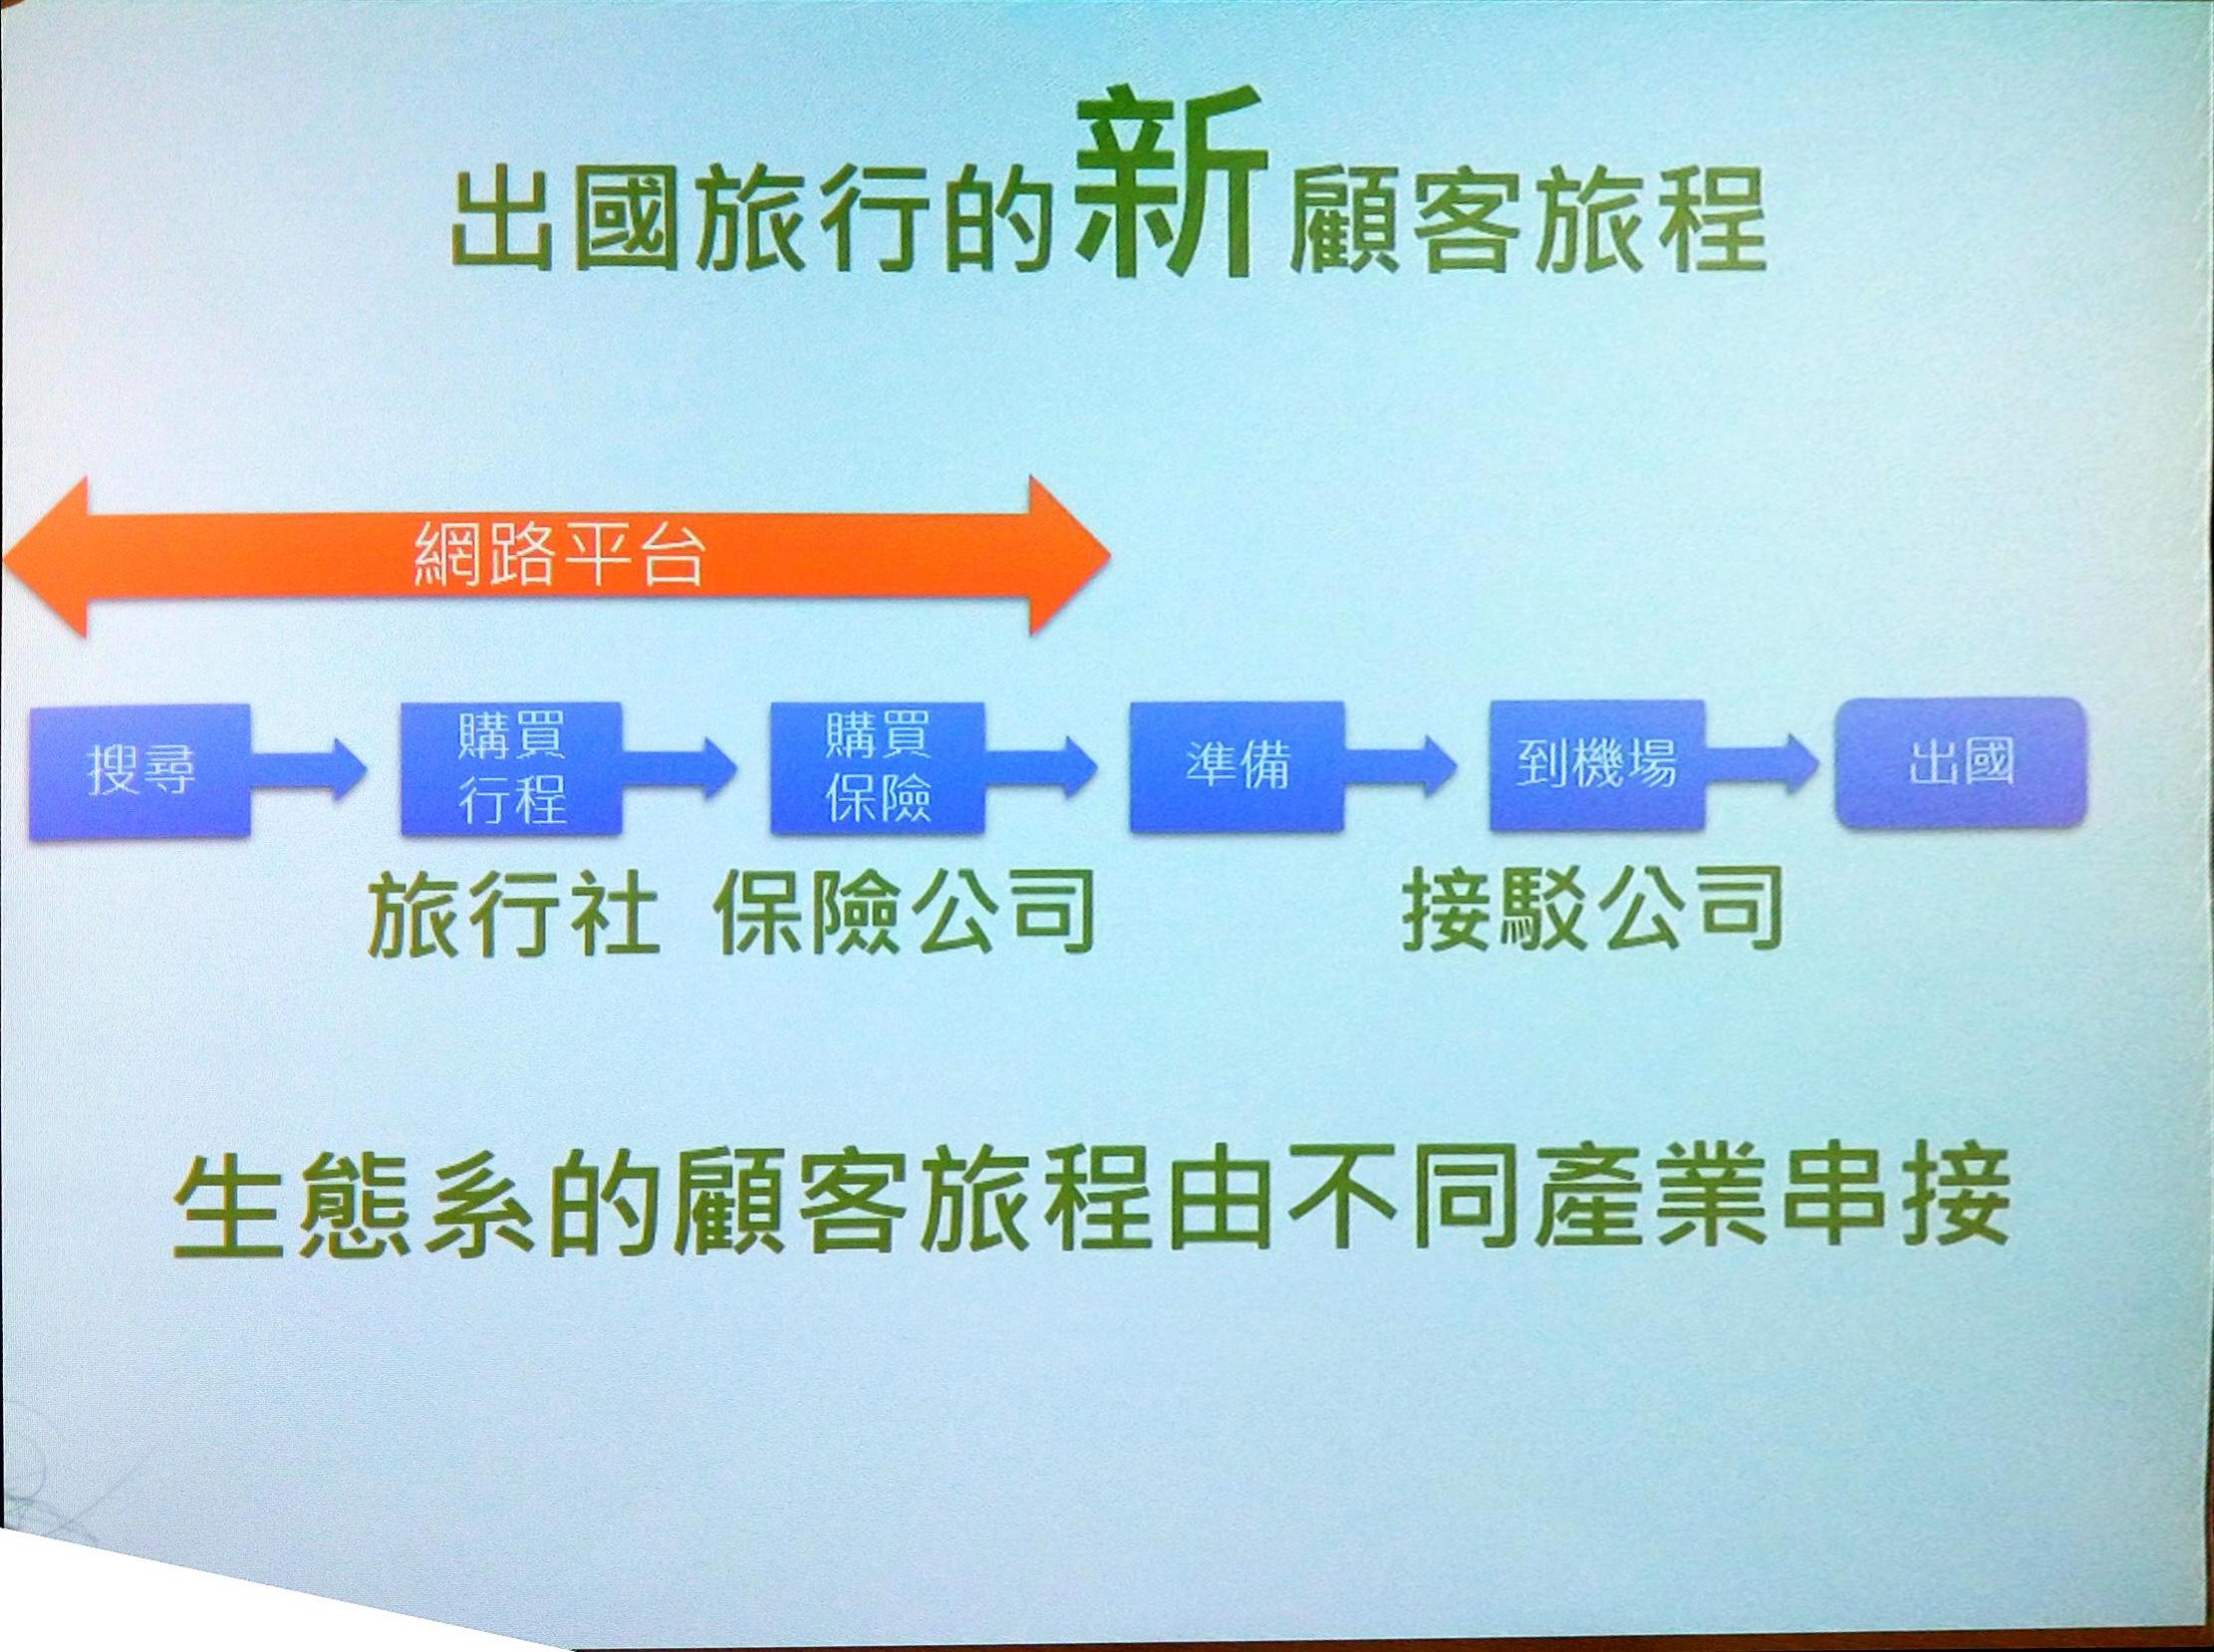 出國旅行的新顧客旅程
網路平台
搜尋
購買
行程
購買
保險
準備
到機場
出國
旅行社 保險公司 接駁公司
生態系的顧客旅程由不同產業串接